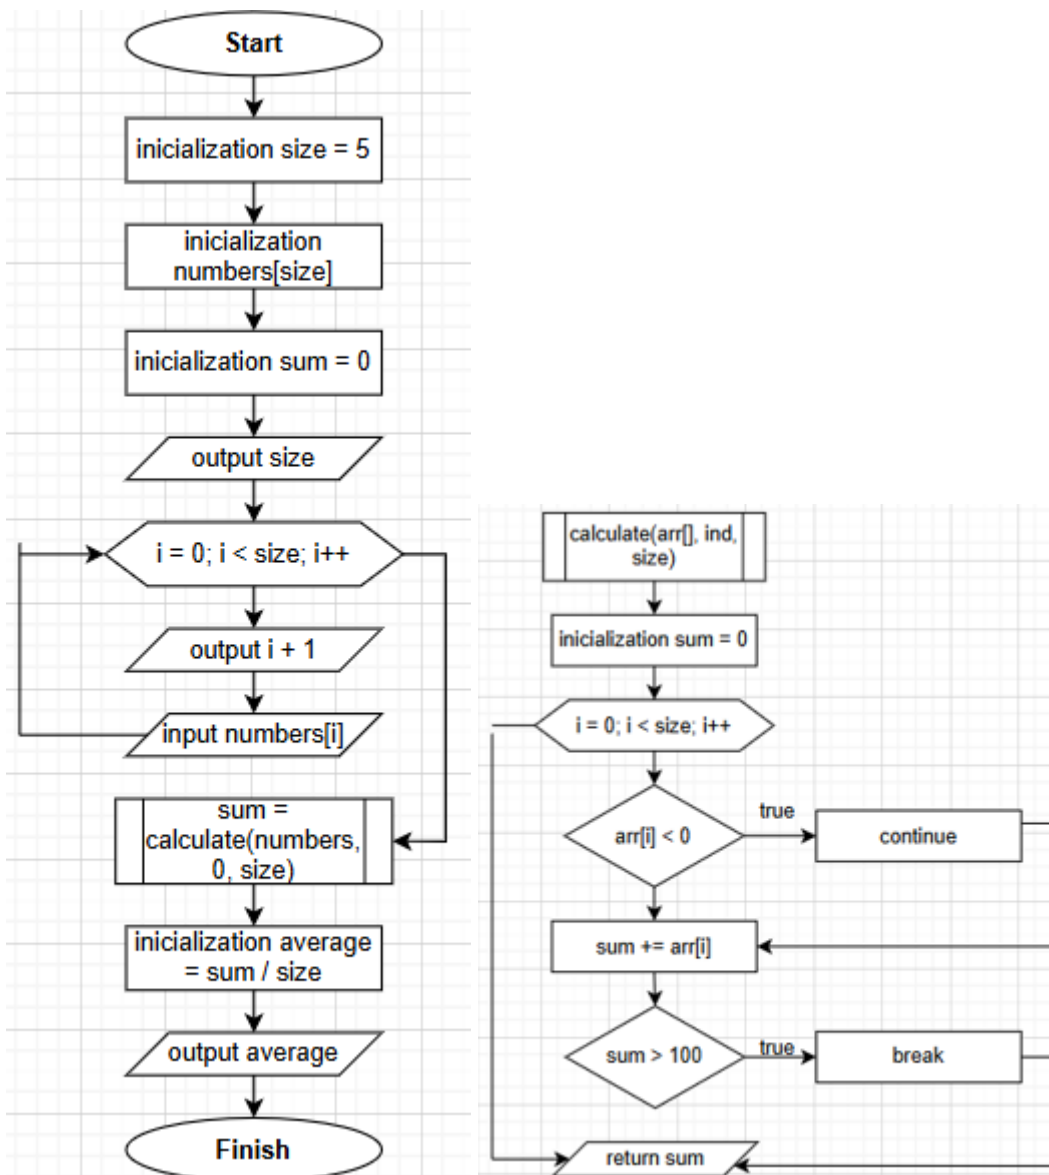 Start
inicialization size = 5
inicialization
numbers[size]
inicialization sum = 0
output size
i = 0; i < size; i++
output i + 1
input numbers[i]
sum =
calculate(numbers,
0, size)
inicialization average
= sum / size
output average
Finish
calculate(arr[], ind,
size)
inicialization sum = 0
i = 0; i < size; i++
arr[i] < 0
true
continue
sum += arr[i]
sum > 100
true
break
return sum